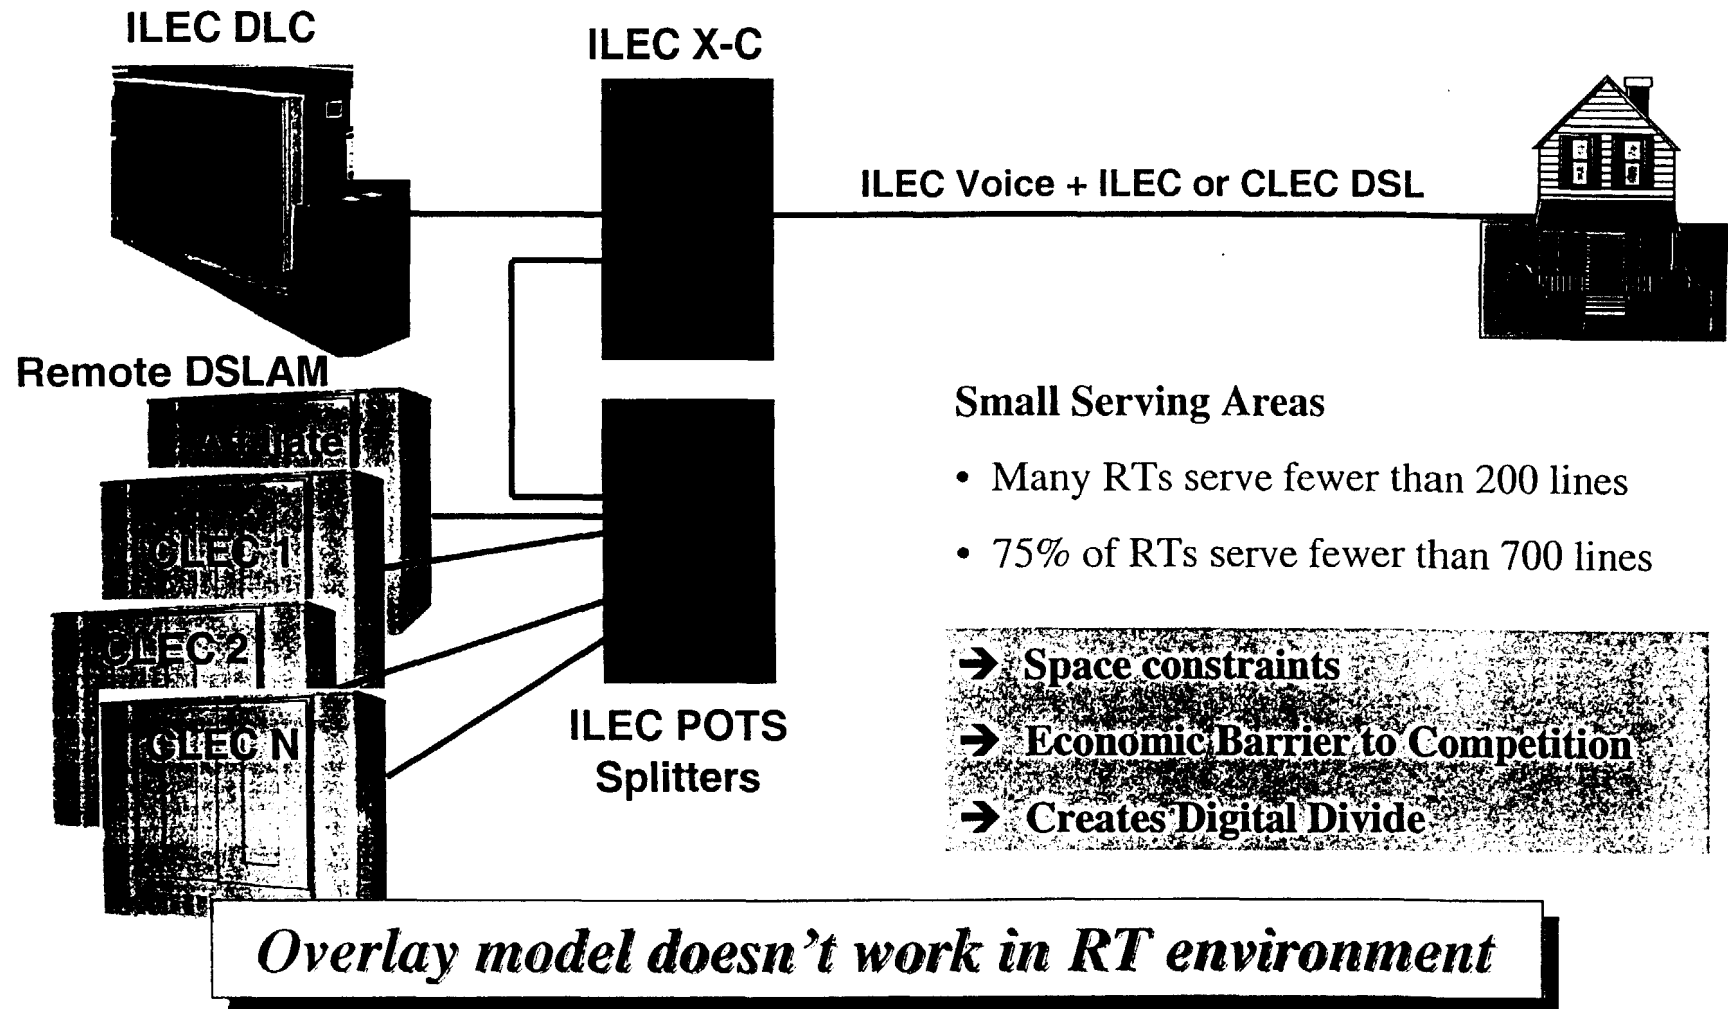 ILEC DLC
ILEC X-C
ILEC Voice + ILEC or CLEC DSL
Remote DSLAM
Affiliate
CLEC 1
CLEC 2
CLEC N
ILEC POTS
Splitters
Small Serving Areas
• Many RTs serve fewer than 200 lines
• 75% of RTs serve fewer than 700 lines
→ Space constraints
→ Economic Barrier to Competition
→ Creates Digital Divide
Overlay model doesn't work in RT environment